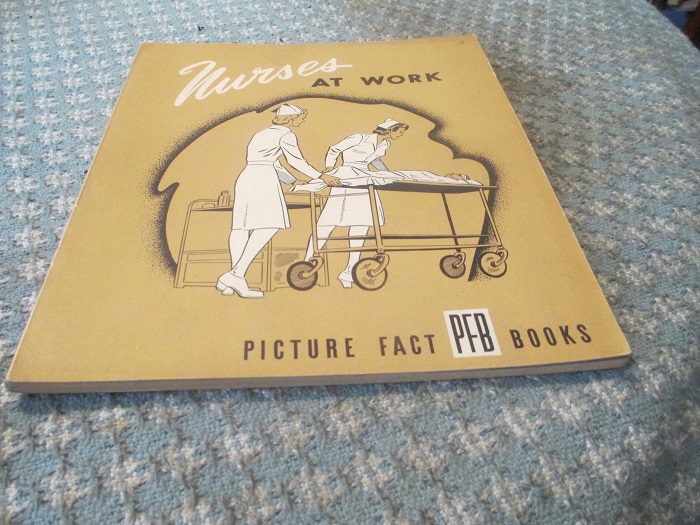 Nurses
AT WORK
PICTURE FACT PFB BOOKS